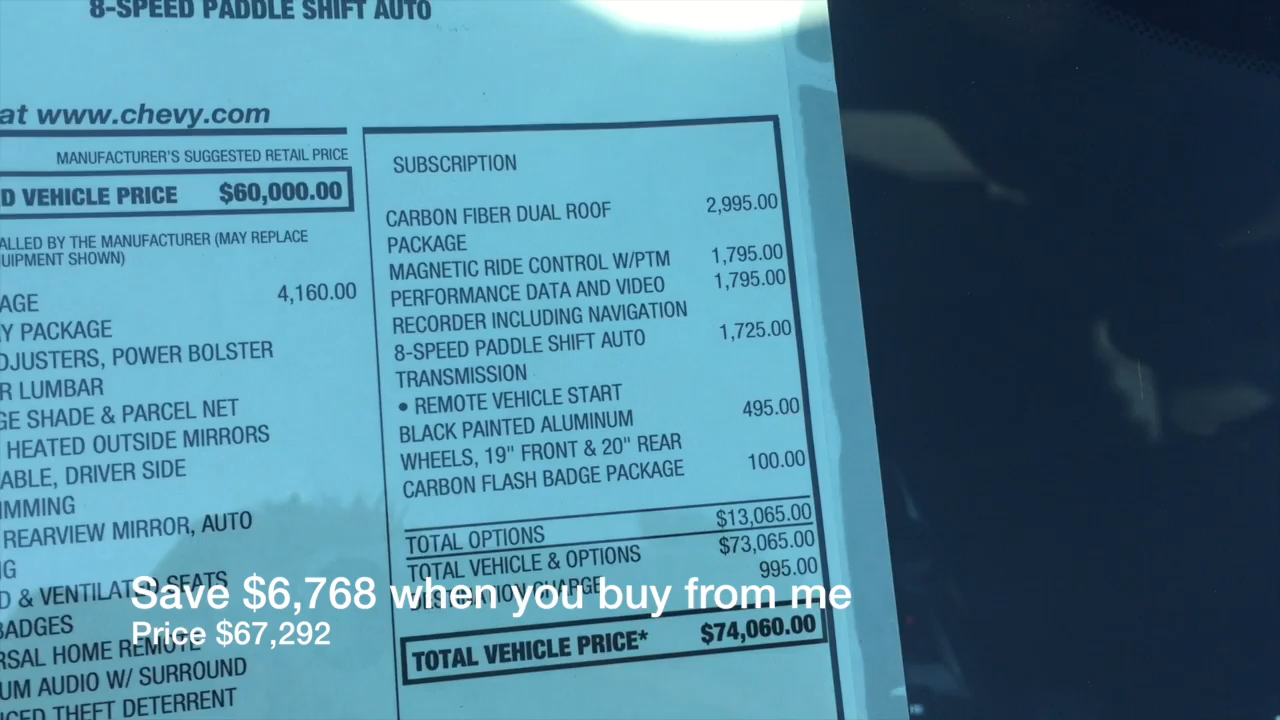 8-SPEED PADDLE SHIFT AUTO
at www.chevy.com
MANUFACTURER'S SUGGESTED RETAIL PRICE
D VEHICLE PRICE $60,000.00
ALLED BY THE MANUFACTURER (MAY REPLACE
UIPMENT SHOWN)
AGE 4,160.00
Y PACKAGE
DJUSTERS, POWER BOLSTER
R LUMBAR
GE SHADE & PARCEL NET
HEATED OUTSIDE MIRRORS
ABLE, DRIVER SIDE
IMMING
REARVIEW MIRROR, AUTO
NG
D & VENTILATED SEATS
BADGES
RSAL HOME REMOTE
UM AUDIO W/ SURROUND
NCED THEFT DETERRENT
SUBSCRIPTION
CARBON FIBER DUAL ROOF 2,995.00
PACKAGE
MAGNETIC RIDE CONTROL W/PTM 1,795.00
PERFORMANCE DATA AND VIDEO 1,795.00
RECORDER INCLUDING NAVIGATION
8-SPEED PADDLE SHIFT AUTO 1,725.00
TRANSMISSION
• REMOTE VEHICLE START
BLACK PAINTED ALUMINUM 495.00
WHEELS, 19" FRONT & 20" REAR
CARBON FLASH BADGE PACKAGE 100.00
TOTAL OPTIONS $13,065.00
TOTAL VEHICLE & OPTIONS $73,065.00
DESTINATION CHARGE 995.00
TOTAL VEHICLE PRICE* $74,060.00
Save $6,768 when you buy from me
Price $67,292